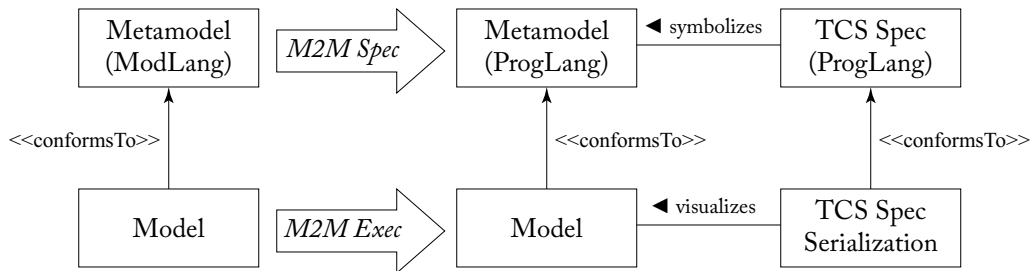 Metamodel
(ModLang)
M2M Spec
Metamodel
(ProgLang)
◄ symbolizes
TCS Spec
(ProgLang)
<<conformsTo>>
<<conformsTo>>
<<conformsTo>>
Model
M2M Exec
Model
◄ visualizes
TCS Spec
Serialization